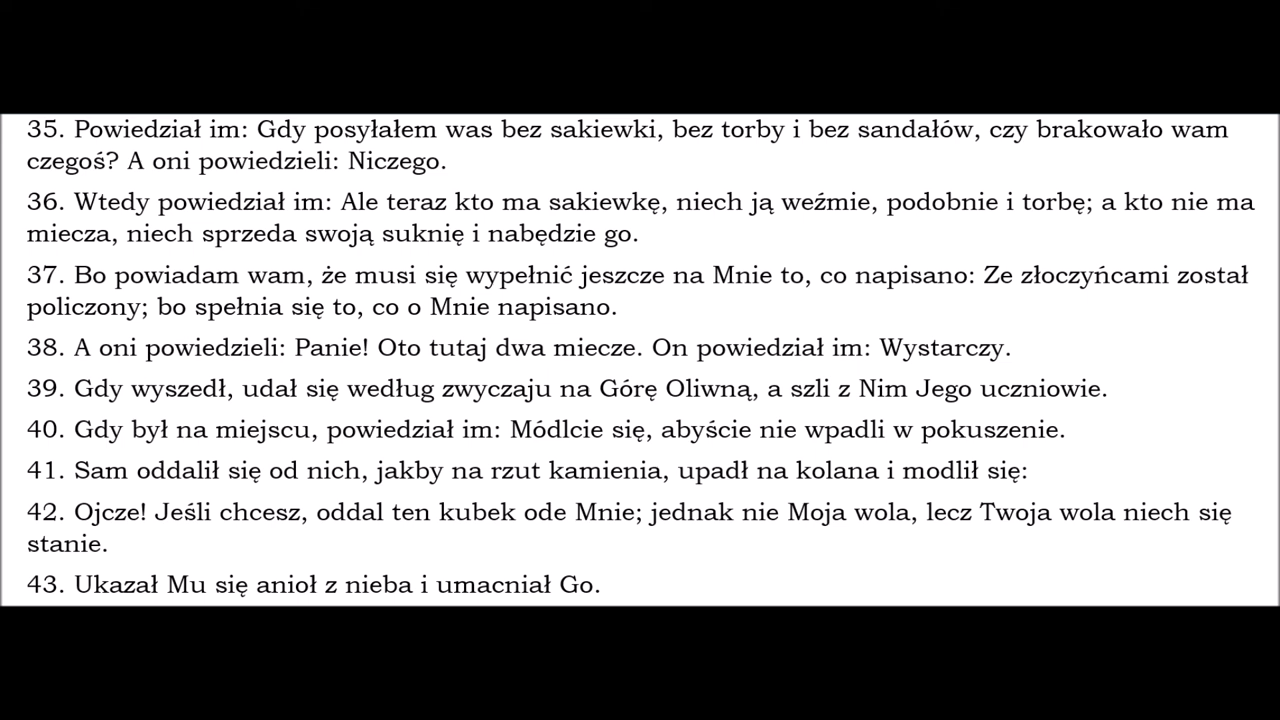 35. Powiedział im: Gdy posyłałem was bez sakiewki, bez torby i bez sandałów, czy brakowało wam
czegoś? A oni powiedzieli: Niczego.
36. Wtedy powiedział im: Ale teraz kto ma sakiewkę, niech ją weźmie, podobnie i torbę; a kto nie ma
miecza, niech sprzeda swoją suknię i nabędzie go.
37. Bo powiadam wam, że musi się wypełnić jeszcze na Mnie to, co napisano: Ze złoczyńcami został
policzony; bo spełnia się to, co o Mnie napisano.
38. A oni powiedzieli: Panie! Oto tutaj dwa miecze. On powiedział im: Wystarczy.
39. Gdy wyszedł, udał się według zwyczaju na Górę Oliwną, a szli z Nim Jego uczniowie.
40. Gdy był na miejscu, powiedział im: Módlcie się, abyście nie wpadli w pokuszenie.
41. Sam oddalił się od nich, jakby na rzut kamienia, upadł na kolana i modlił się:
42. Ojcze! Jeśli chcesz, oddal ten kubek ode Mnie; jednak nie Moja wola, lecz Twoja wola niech się
stanie.
43. Ukazał Mu się anioł z nieba i umacniał Go.